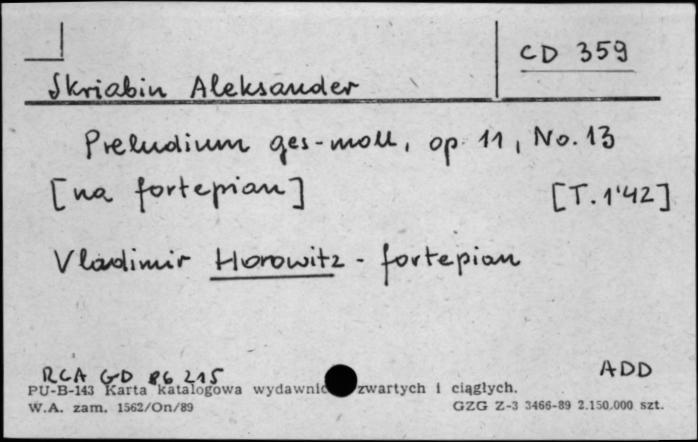 CD 359
Skriabin Aleksander
Preludium ges-moll, op 11, No. 13
[na fortepian] [T. 1'42]
Vladimir Horowitz - fortepian
RCA GD 86 215 ADD
PU-B-143 Karta katalogowa wydawnic zwartych i ciągłych.
W.A. zam. 1562/On/89 GZG Z-3 3466-89 2.150.000 szt.